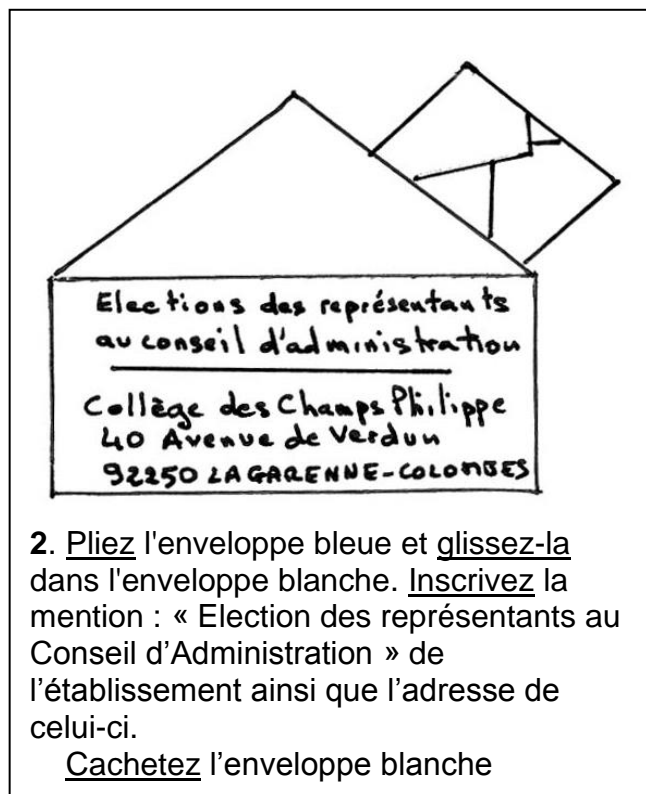 Elections des représentants
au conseil d'administration
Collège des Champs Philippe
40 Avenue de Verdun
92250 LA GARENNE-COLOMBES
2. Pliez l'enveloppe bleue et glissez-la
dans l'enveloppe blanche. Inscrivez la
mention : « Election des représentants au
Conseil d’Administration » de
l’établissement ainsi que l’adresse de
celui-ci.
Cachetez l’enveloppe blanche